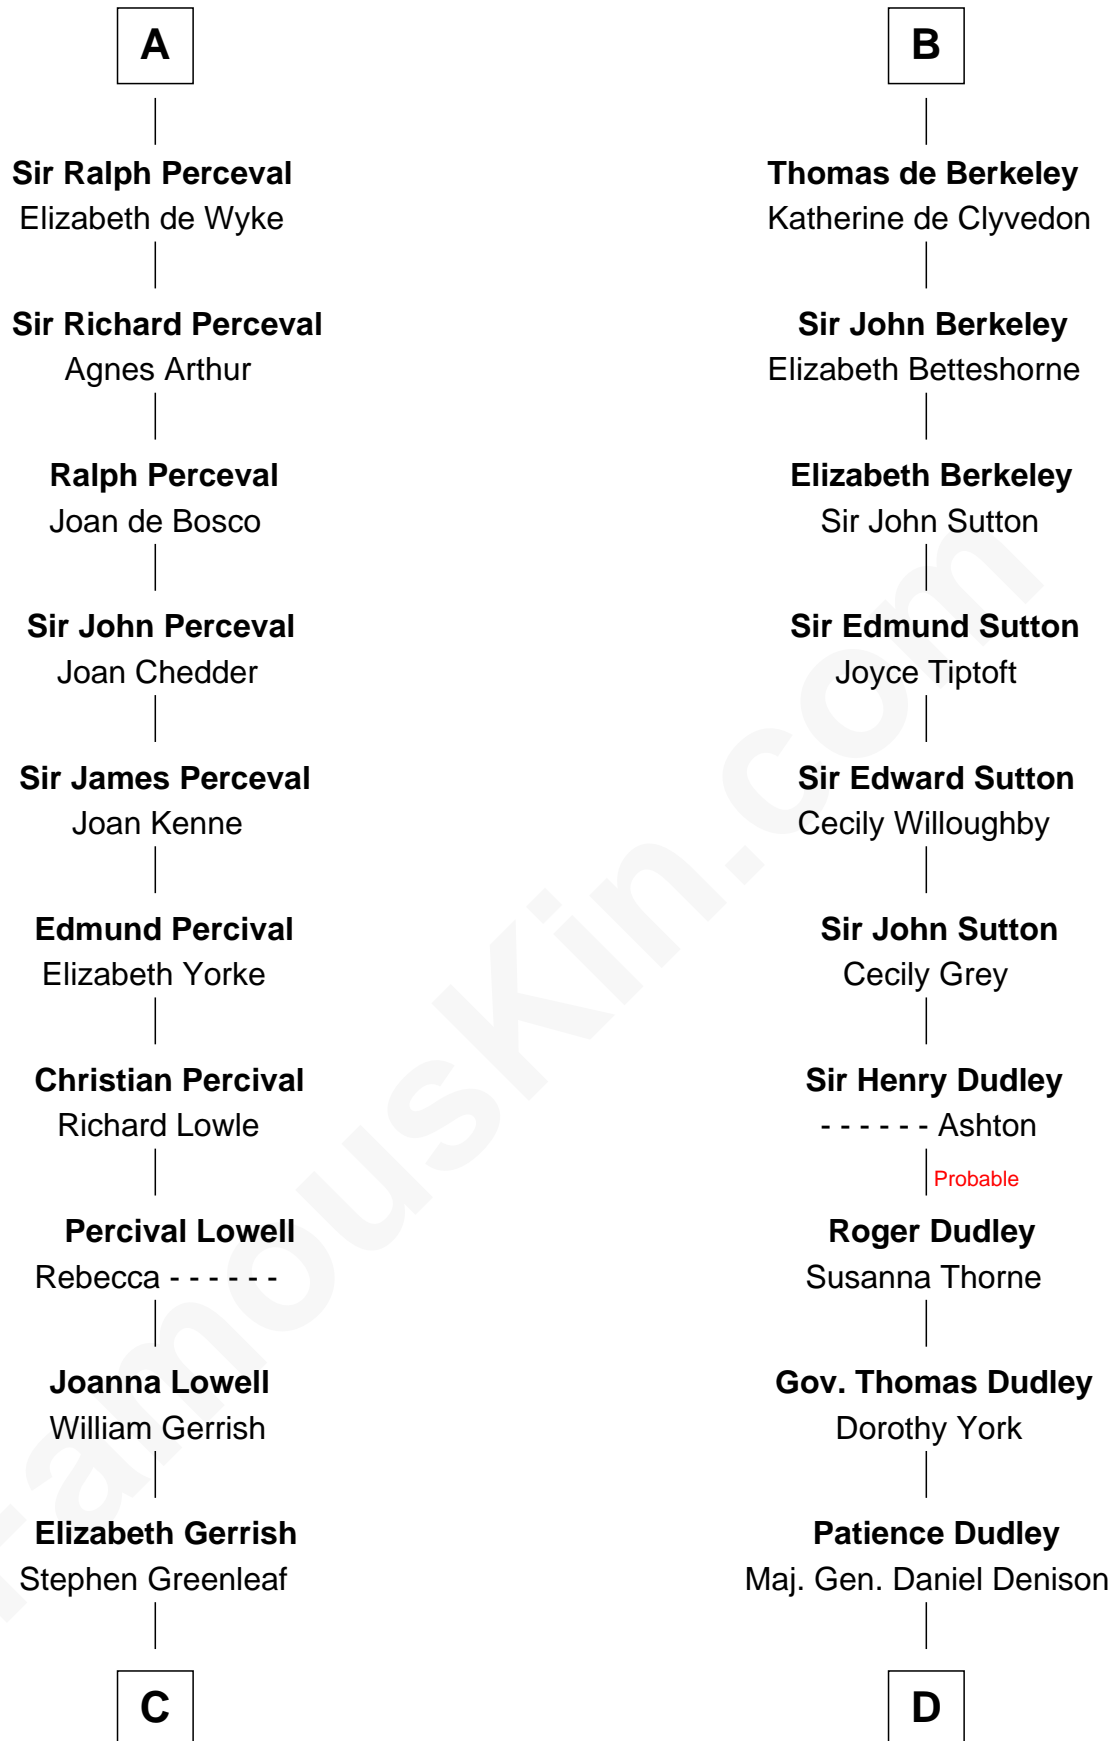 A
Sir Ralph Perceval
Elizabeth de Wyke
Sir Richard Perceval
Agnes Arthur
Ralph Perceval
Joan de Bosco
Sir John Perceval
Joan Chedder
Sir James Perceval
Joan Kenne
Edmund Percival
Elizabeth Yorke
Christian Percival
Richard Lowle
Percival Lowell
Rebecca - - - - - -
Joanna Lowell
William Gerrish
Elizabeth Gerrish
Stephen Greenleaf
C
B
Thomas de Berkeley
Katherine de Clyvedon
Sir John Berkeley
Elizabeth Betteshorne
Elizabeth Berkeley
Sir John Sutton
Sir Edmund Sutton
Joyce Tiptoft
Sir Edward Sutton
Cecily Willoughby
Sir John Sutton
Cecily Grey
Sir Henry Dudley
- - - - - - Ashton
Probable
Roger Dudley
Susanna Thorne
Gov. Thomas Dudley
Dorothy York
Patience Dudley
Maj. Gen. Daniel Denison
D
FamousKin.com